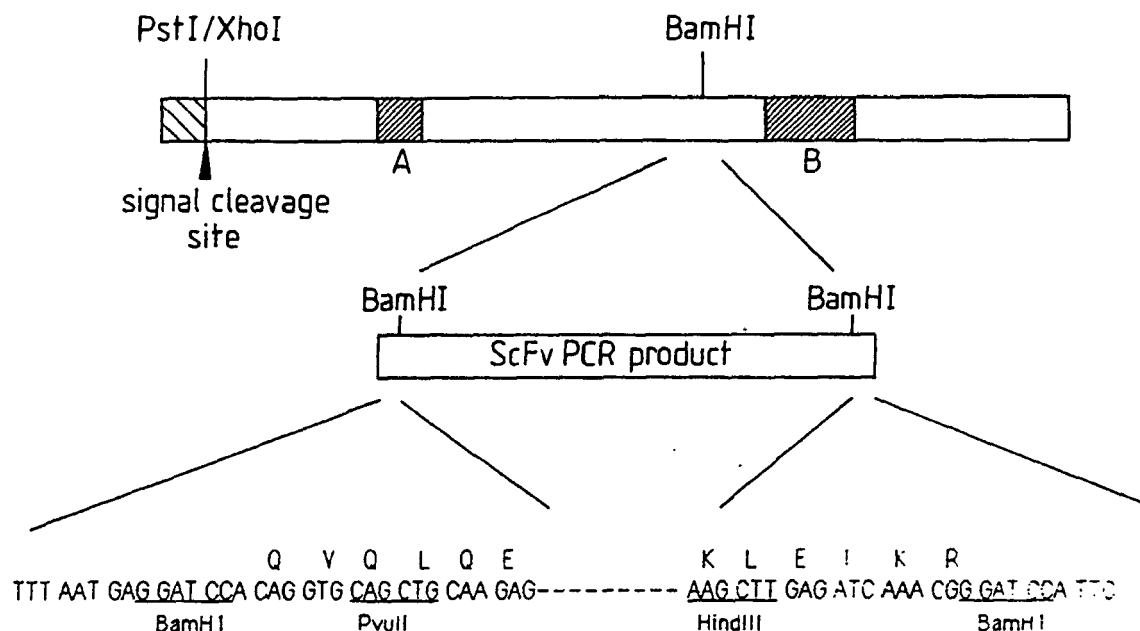 PstI/XhoI BamHI
A B
signal cleavage
site
BamHI BamHI
ScFv PCR product
Q V Q L Q E K L E I K R
TTT AAT GAG GAT CCA CAG GTG CAG CTG CAA GAG---------- AAG CTT GAG ATC AAA CGG GAT CCA TTC
BamHI PvuII HindIII BamHI